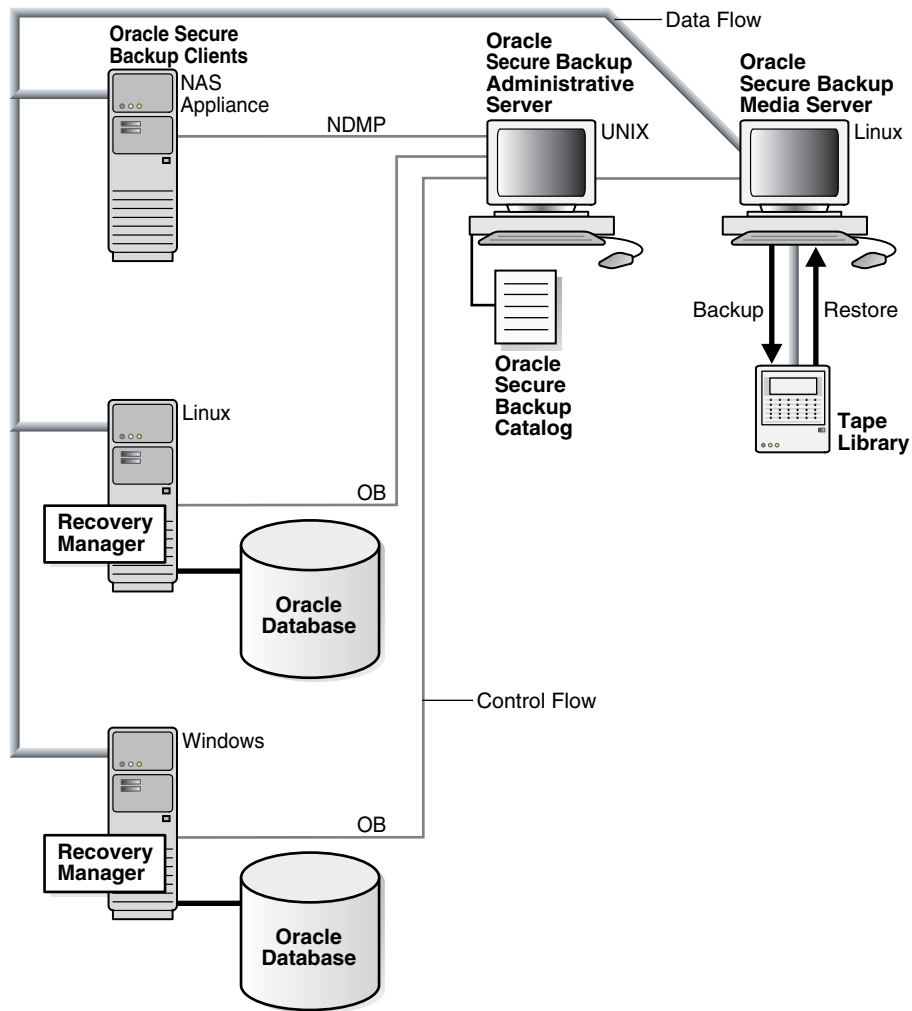 Data Flow
Oracle Secure
Backup Clients
NAS
Appliance
NDMP
Oracle
Secure Backup
Administrative
Server
UNIX
Oracle
Secure Backup
Media Server
Linux
Backup
Restore
Oracle
Secure
Backup
Catalog
Tape
Library
Linux
OB
Recovery
Manager
Oracle
Database
Control Flow
Windows
OB
Recovery
Manager
Oracle
Database